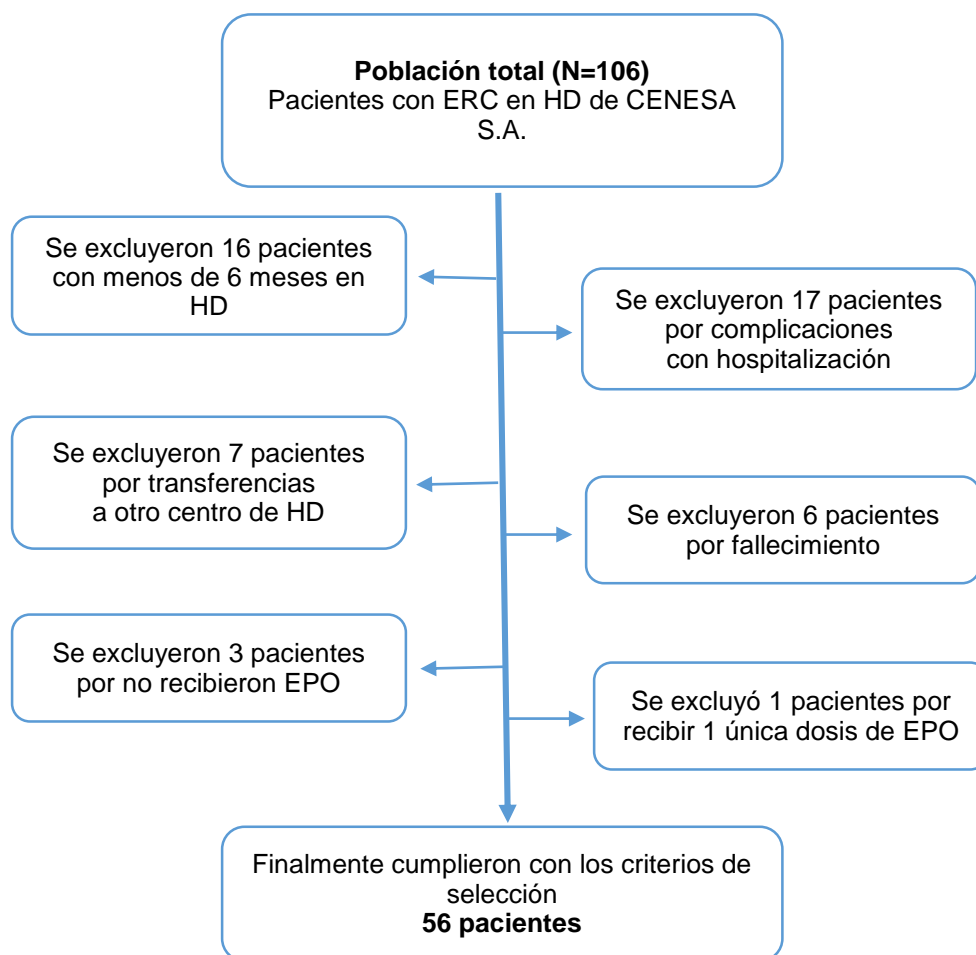 Población total (N=106)
Pacientes con ERC en HD de CENESA
S.A.
Se excluyeron 16 pacientes
con menos de 6 meses en
HD
Se excluyeron 17 pacientes
por complicaciones
con hospitalización
Se excluyeron 7 pacientes
por transferencias
a otro centro de HD
Se excluyeron 6 pacientes
por fallecimiento
Se excluyeron 3 pacientes
por no recibieron EPO
Se excluyó 1 pacientes por
recibir 1 única dosis de EPO
Finalmente cumplieron con los criterios de
selección
56 pacientes